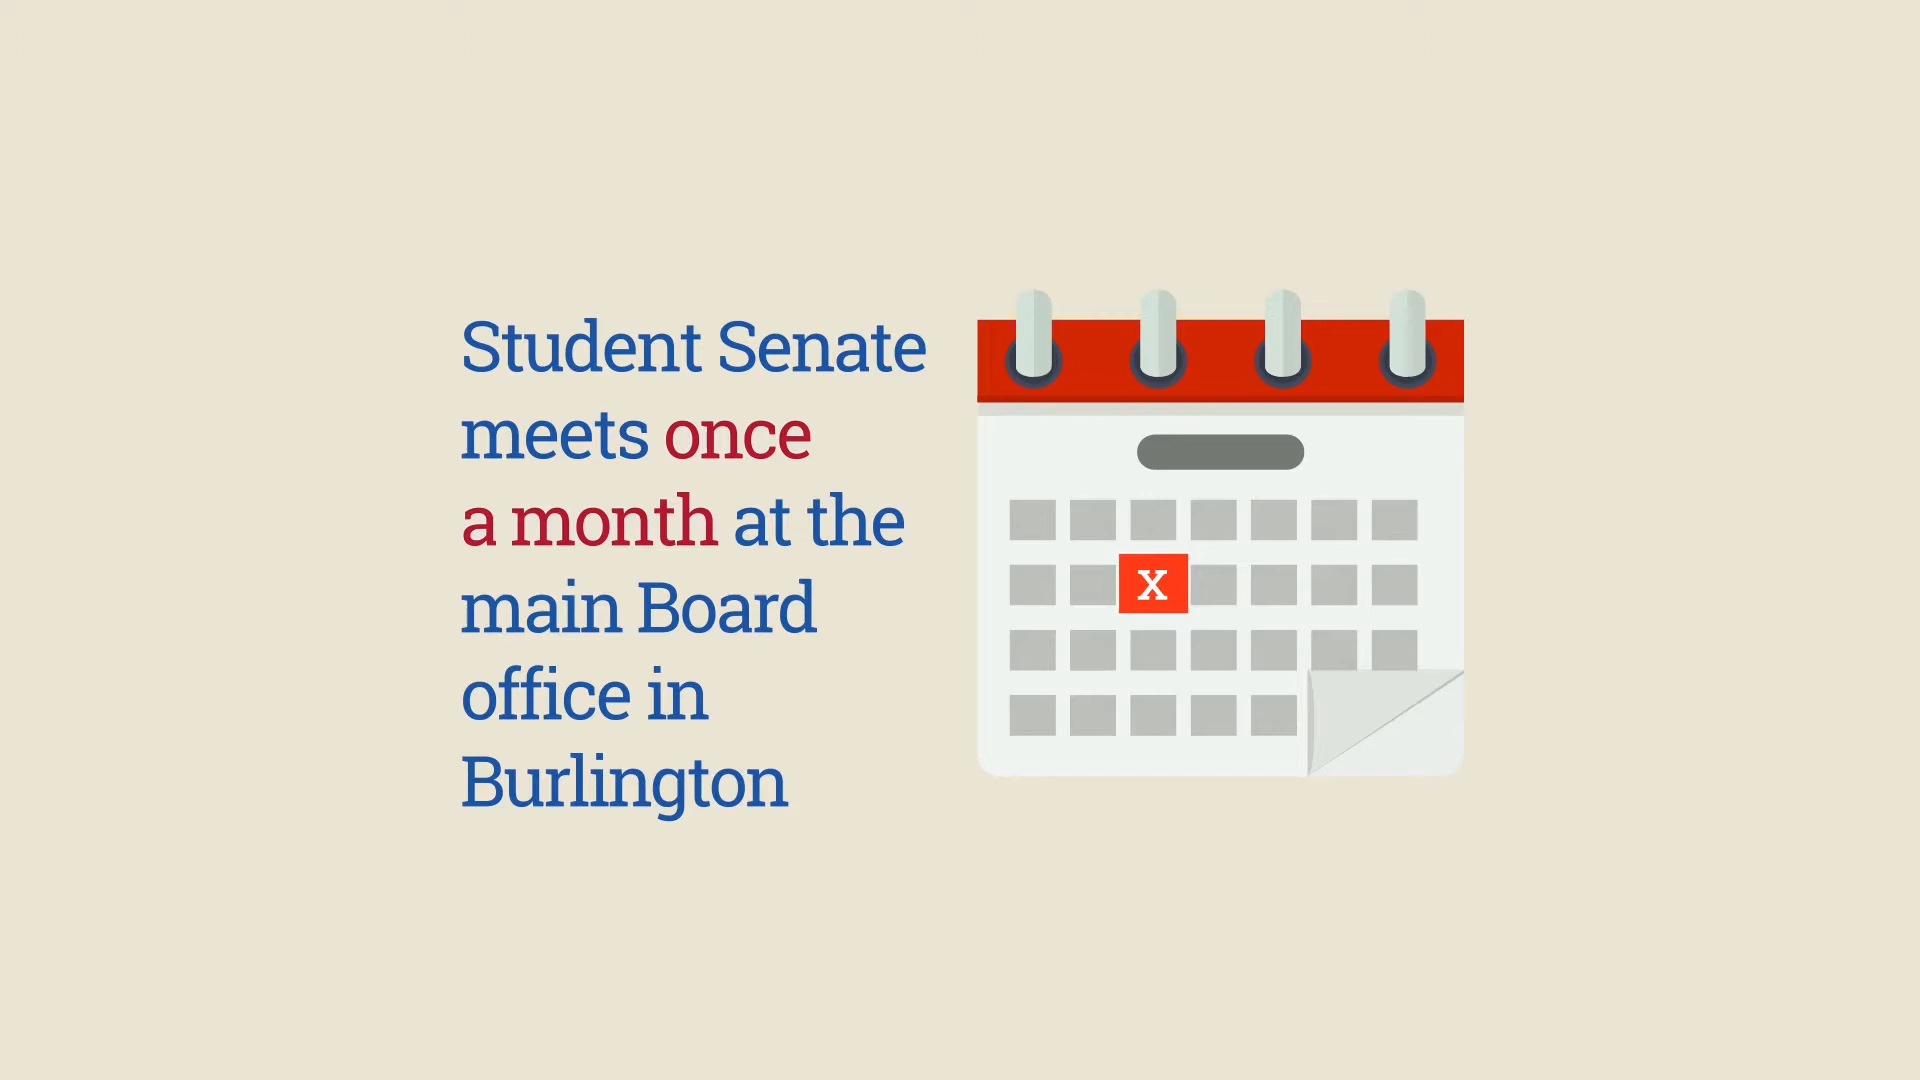 Student Senate
meets once
a month at the
main Board
office in
Burlington
X